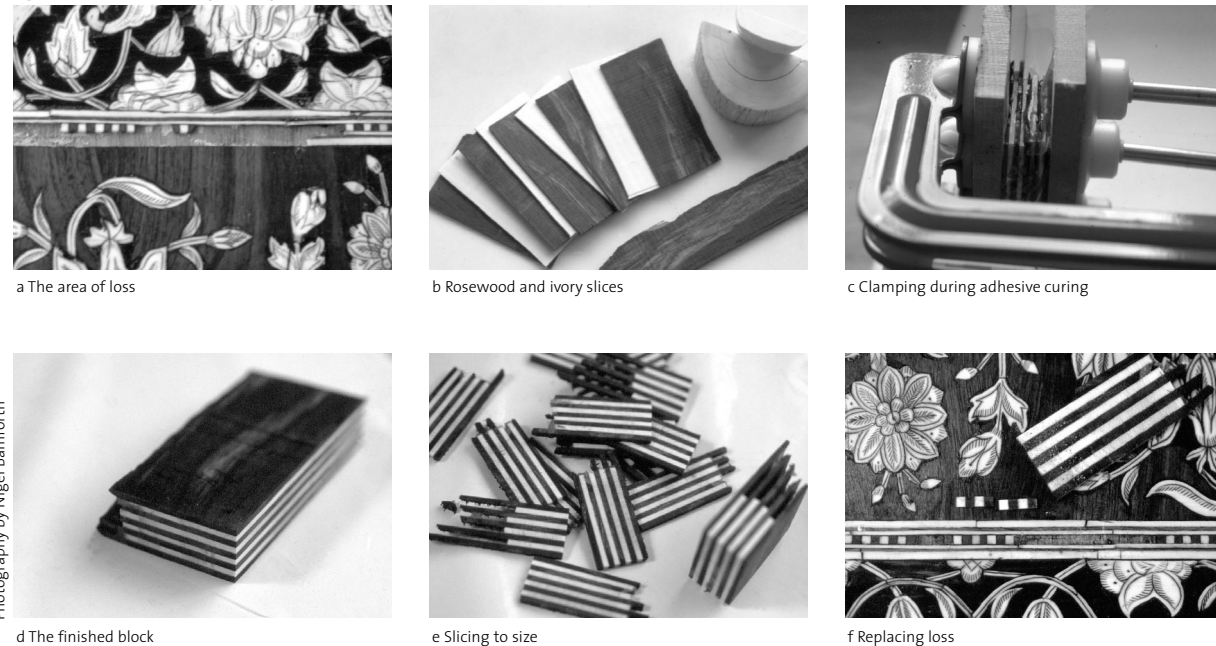 a The area of loss
b Rosewood and ivory slices
c Clamping during adhesive curing
d The finished block
e Slicing to size
f Replacing loss
Photography by Nigel Bamforth